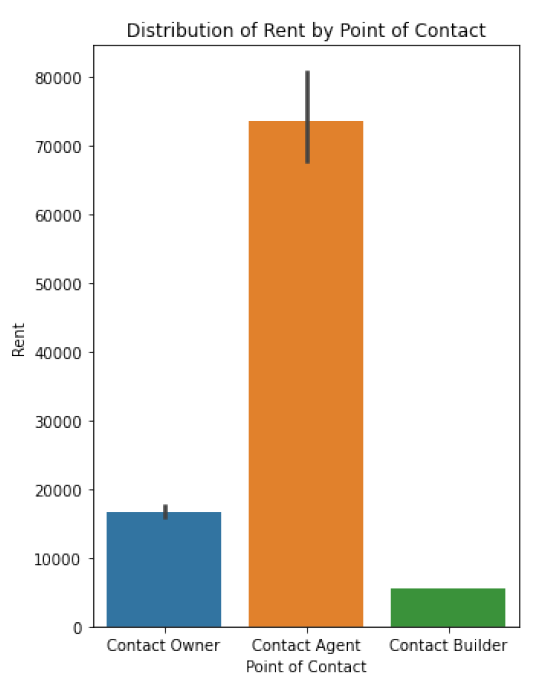 Distribution of Rent by Point of Contact
80000
70000
60000
50000
40000
30000
20000
10000
0
Rent
Contact Owner Contact Agent Contact Builder
Point of Contact